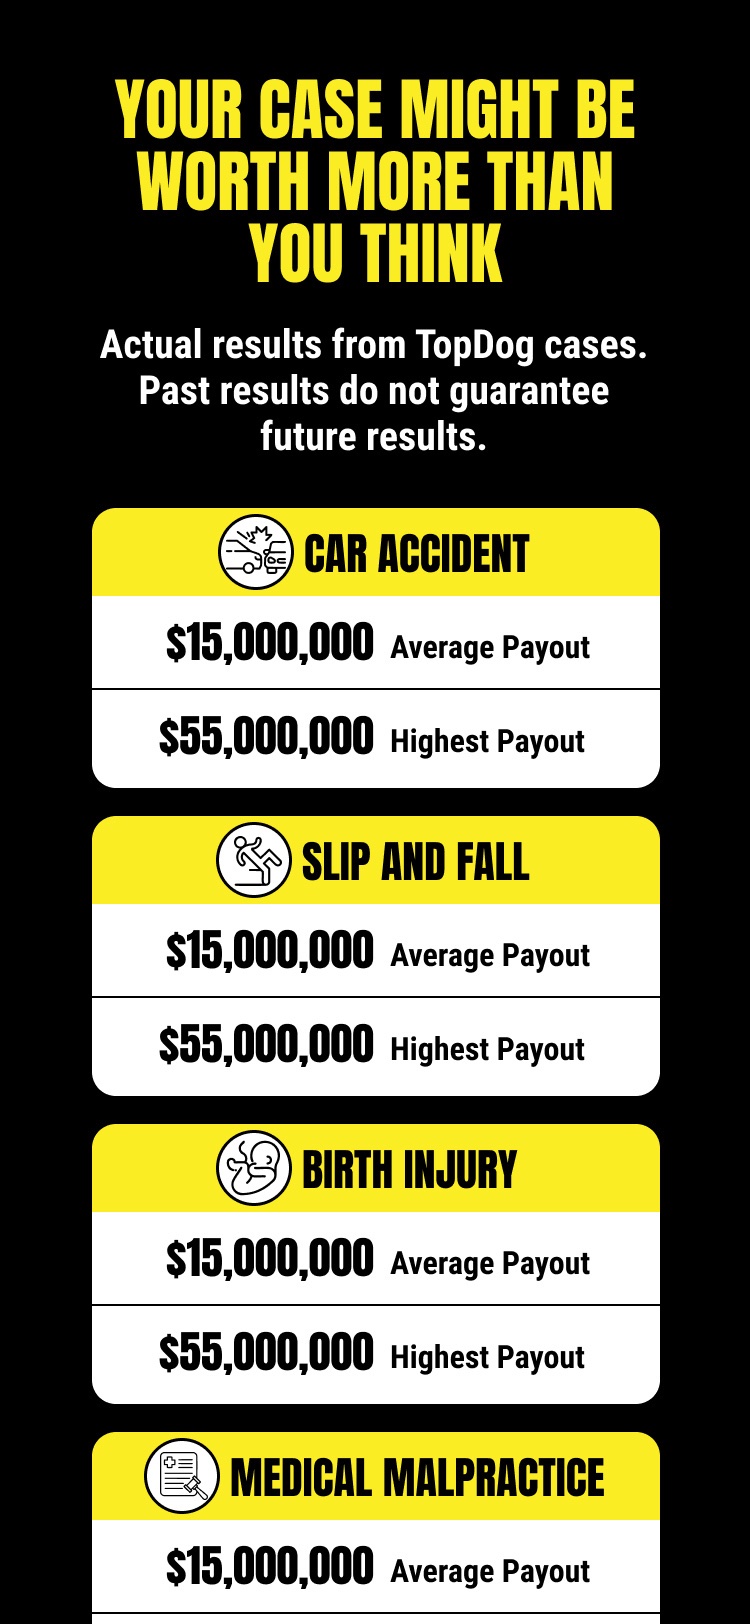 YOUR CASE MIGHT BE
WORTH MORE THAN
YOU THINK
Actual results from TopDog cases.
Past results do not guarantee
future results.
CAR ACCIDENT
$15,000,000 Average Payout
$55,000,000 Highest Payout
SLIP AND FALL
$15,000,000 Average Payout
$55,000,000 Highest Payout
BIRTH INJURY
$15,000,000 Average Payout
$55,000,000 Highest Payout
MEDICAL MALPRACTICE
$15,000,000 Average Payout